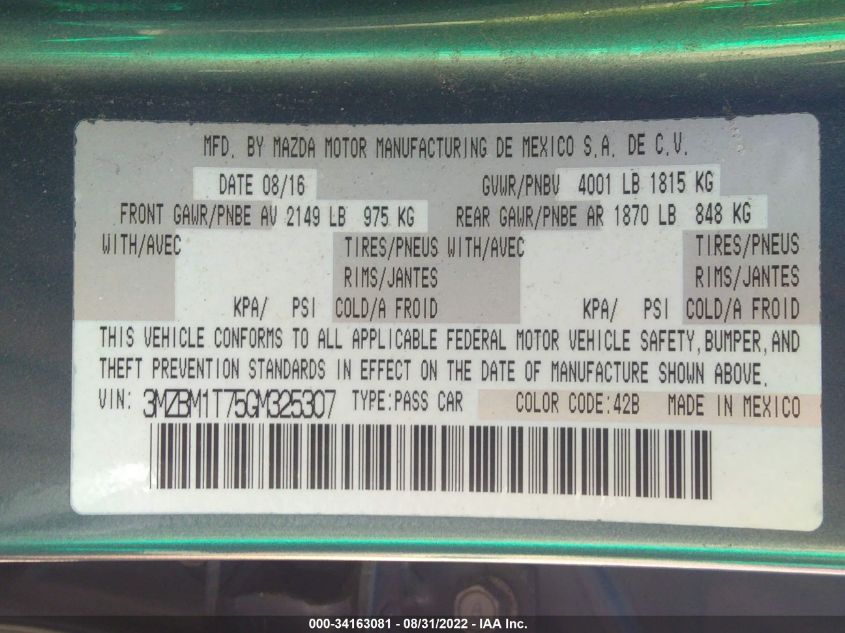 MFD. BY MAZDA MOTOR MANUFACTURING DE MEXICO S.A. DE C.V.
DATE 08/16 GVWR/PNBV 4001 LB 1815 KG
FRONT GAWR/PNBE AV 2149 LB 975 KG REAR GAWR/PNBE AR 1870 LB 848 KG
WITH/AVEC TIRES/PNEUS WITH/AVEC TIRES/PNEUS
RIMS/JANTES RIMS/JANTES
KPA/ PSI COLD/A FROID KPA/ PSI COLD/A FROID
THIS VEHICLE CONFORMS TO ALL APPLICABLE FEDERAL MOTOR VEHICLE SAFETY, BUMPER, AND
THEFT PREVENTION STANDARDS IN EFFECT ON THE DATE OF MANUFACTURE SHOWN ABOVE.
VIN: 3MZBM1T75GM325307 TYPE:PASS CAR COLOR CODE:42B MADE IN MEXICO
000-34163081 - 08/31/2022 - IAA Inc.